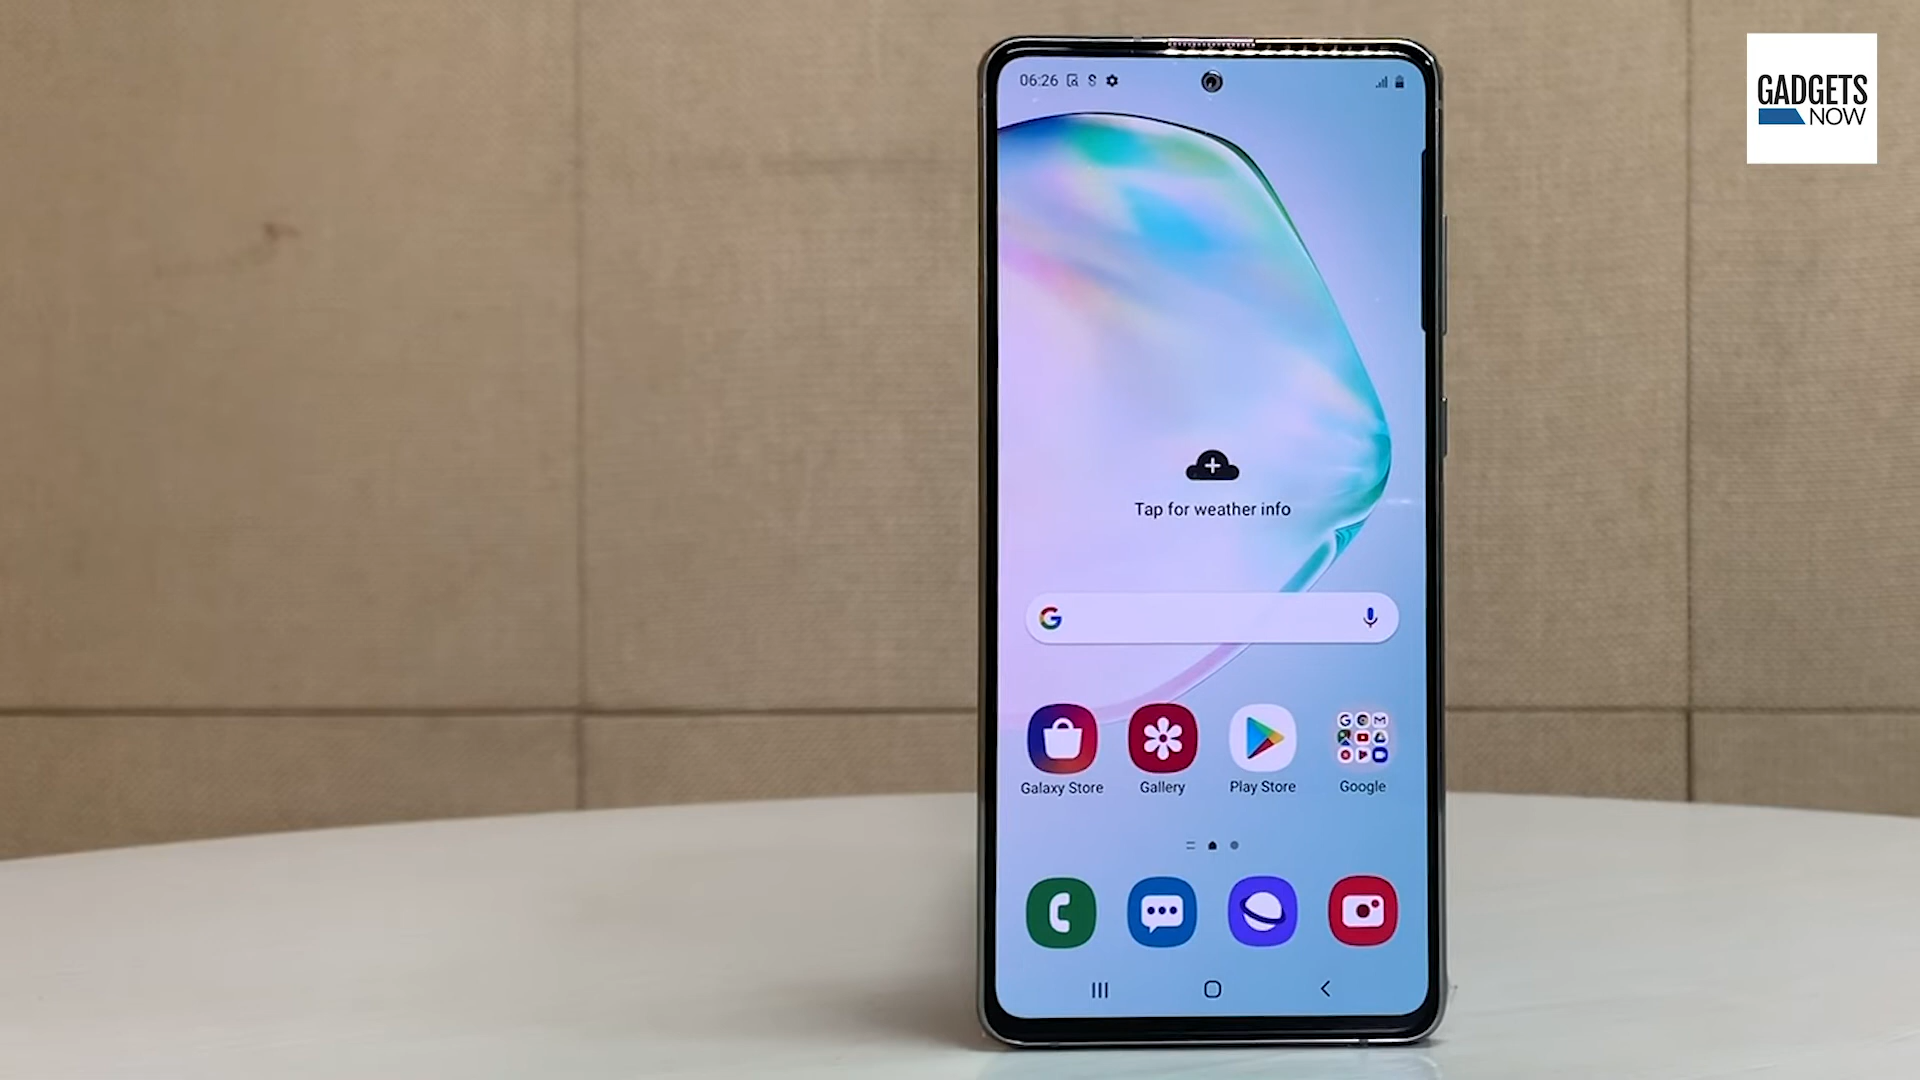 06:26
GADGETS
NOW
Tap for weather info
Galaxy Store
Gallery
Play Store
Google